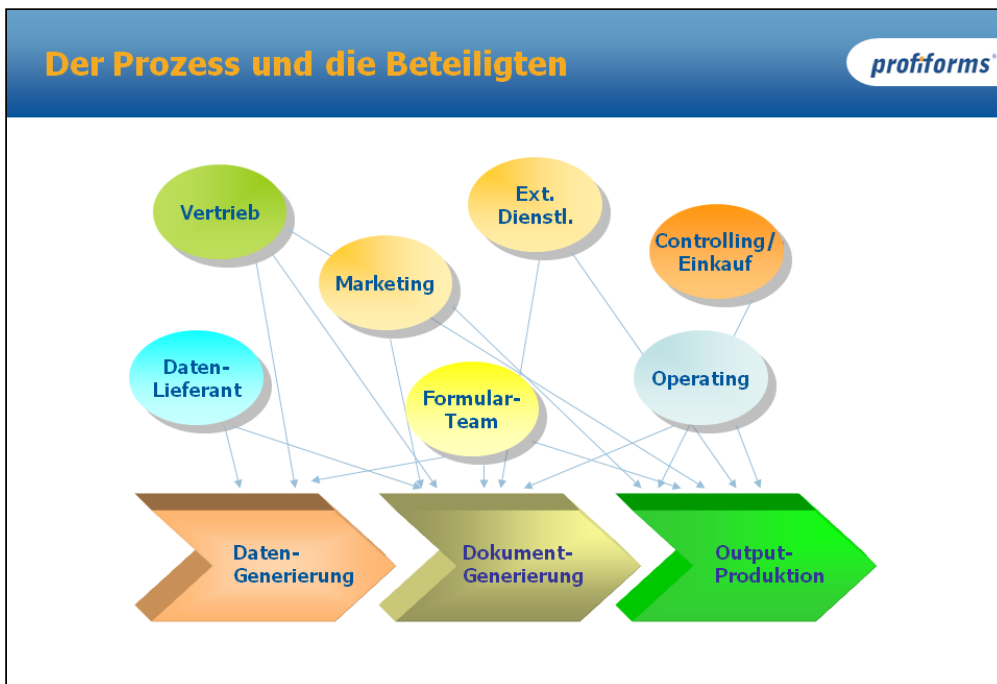 Der Prozess und die Beteiligten
profiforms®
Vertrieb
Ext.
Dienstl.
Controlling/
Einkauf
Marketing
Daten-
Lieferant
Operating
Formular-
Team
Daten-
Generierung
Dokument-
Generierung
Output-
Produktion